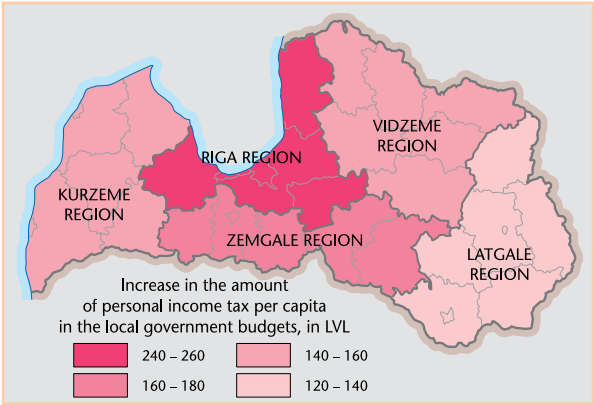 RIGA REGION
VIDZEME
REGION
KURZEME
REGION
ZEMGALE REGION
LATGALE
REGION
Increase in the amount
of personal income tax per capita
in the local government budgets, in LVL
240 – 260
140 – 160
160 – 180
120 – 140